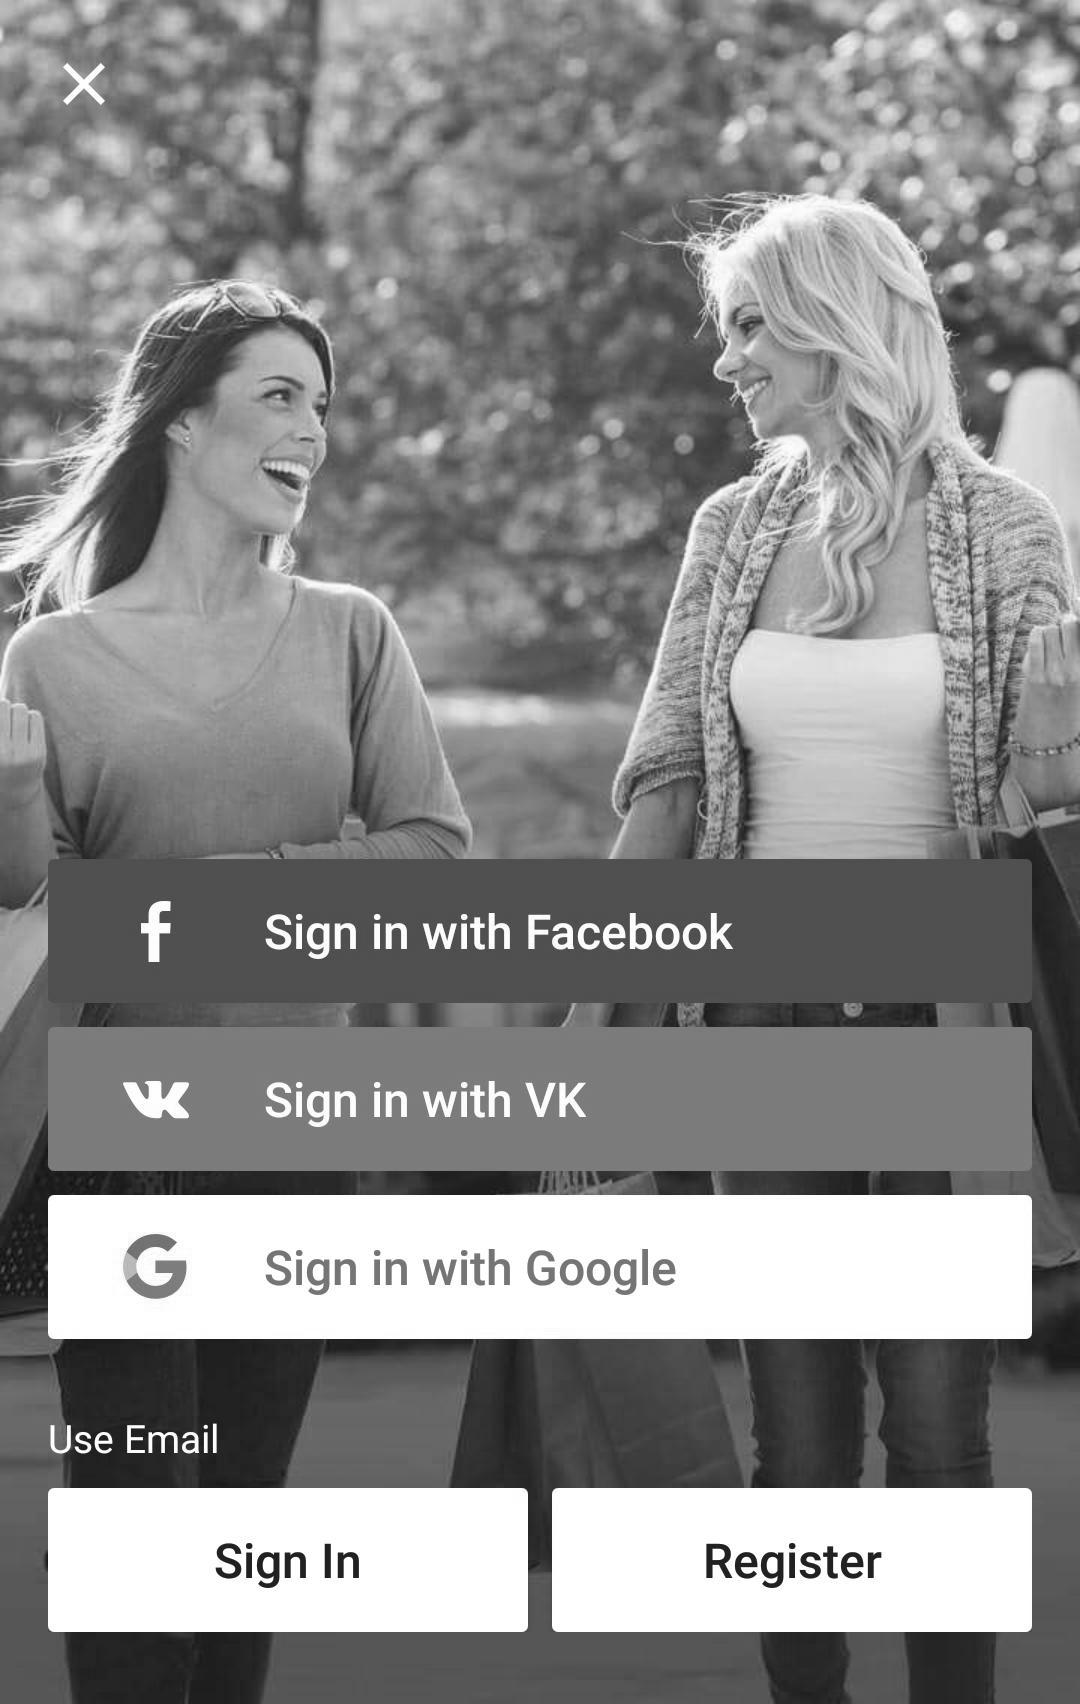 Sign in with Facebook
Sign in with VK
Sign in with Google
Use Email
Sign In
Register